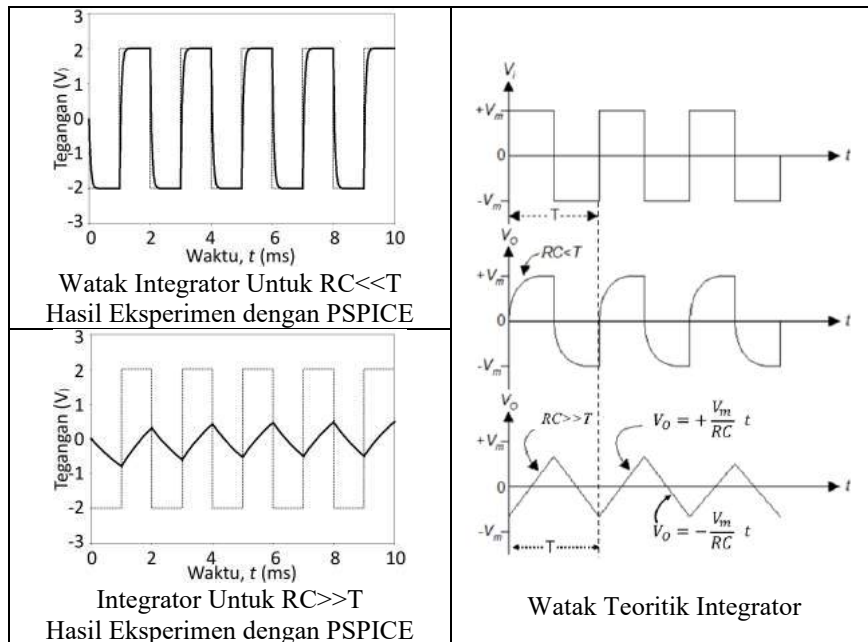 3
2
1
0
-1
-2
-3
Tegangan (V)
0 2 4 6 8 10
Waktu, t (ms)
Watak Integrator Untuk RC<<T
Hasil Eksperimen dengan PSPICE
3
2
1
0
-1
-2
-3
Tegangan (V)
0 2 4 6 8 10
Waktu, t (ms)
Integrator Untuk RC>>T
Hasil Eksperimen dengan PSPICE
Vi
+Vm
0
t
-Vm
T
VO
RC<T
+Vm
0
t
-Vm
VO
RC>>T
VO = + Vm/RC t
+Vm
0
t
-Vm
VO = - Vm/RC t
T
Watak Teoritik Integrator